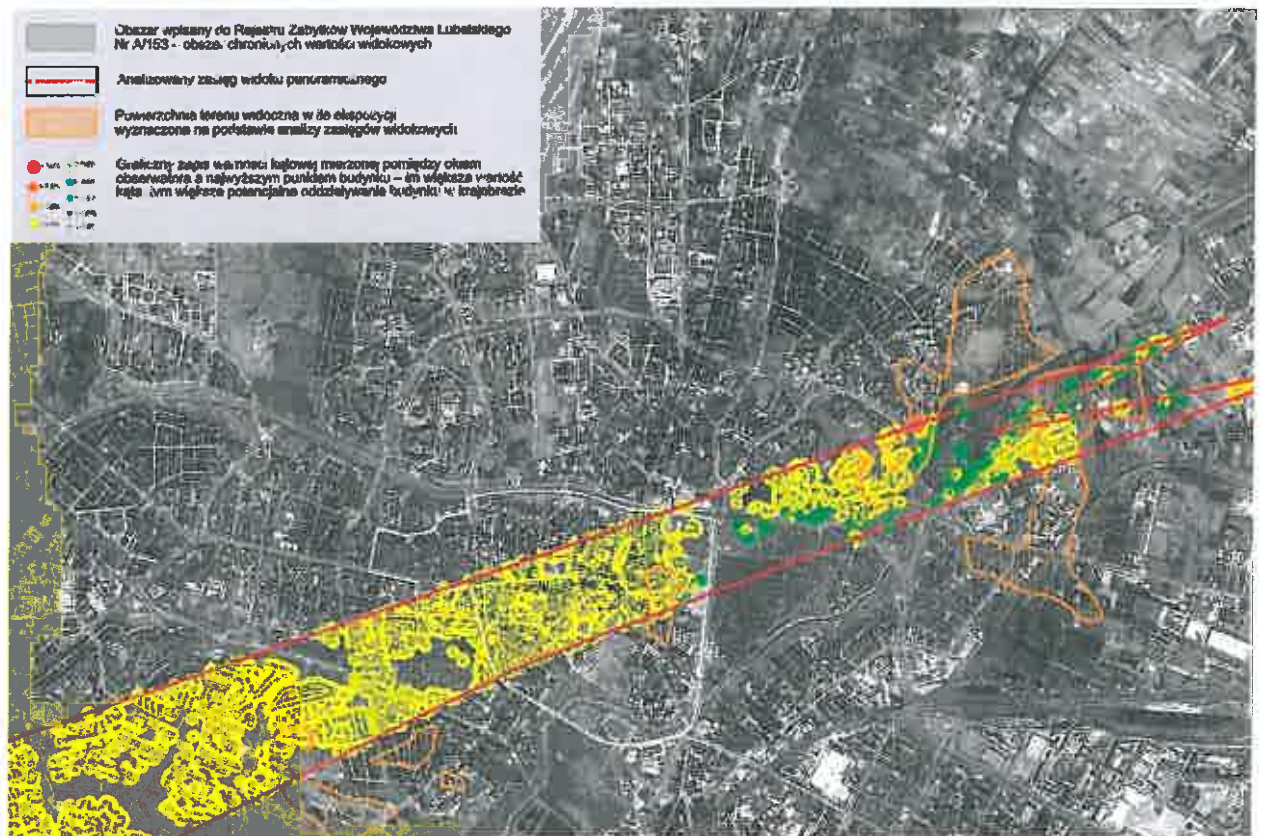 Obszar wpisany do Rejestru Zabytków Województwa Lubelskiego
Nr A/153 - obszar chronionych wartości widokowych
Analizowany zasięg widoku panoramicznego
Powierzchnia terenu widoczna w tle ekspozycji
wyznaczona na podstawie analizy zasięgów widokowych
Graficzny zapis wartości kątowej mierzonej pomiędzy okiem
obserwatora a najwyższym punktem budynku – im większa wartość
kąta tym większe potencjalne oddziaływanie budynku w krajobrazie